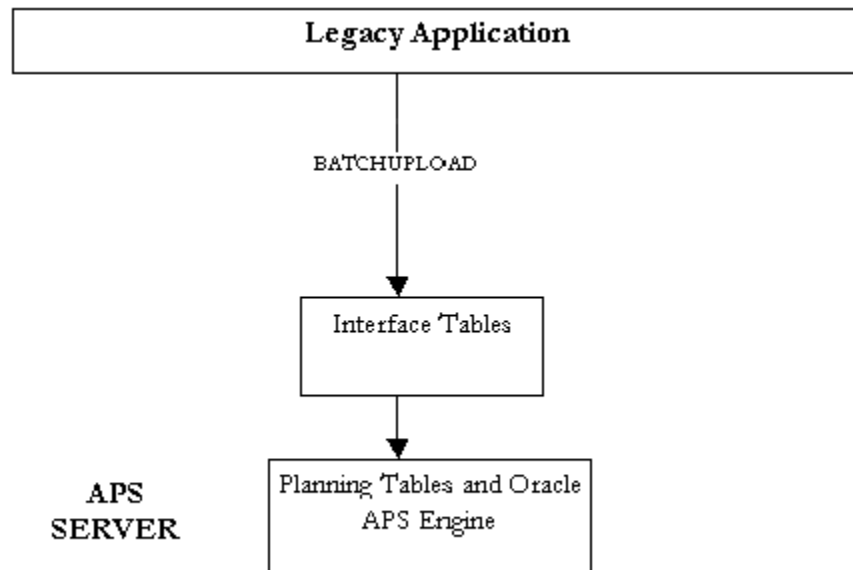 Legacy Application
BATCHUPLOAD
Interface Tables
Planning Tables and Oracle
APS Engine
APS
SERVER